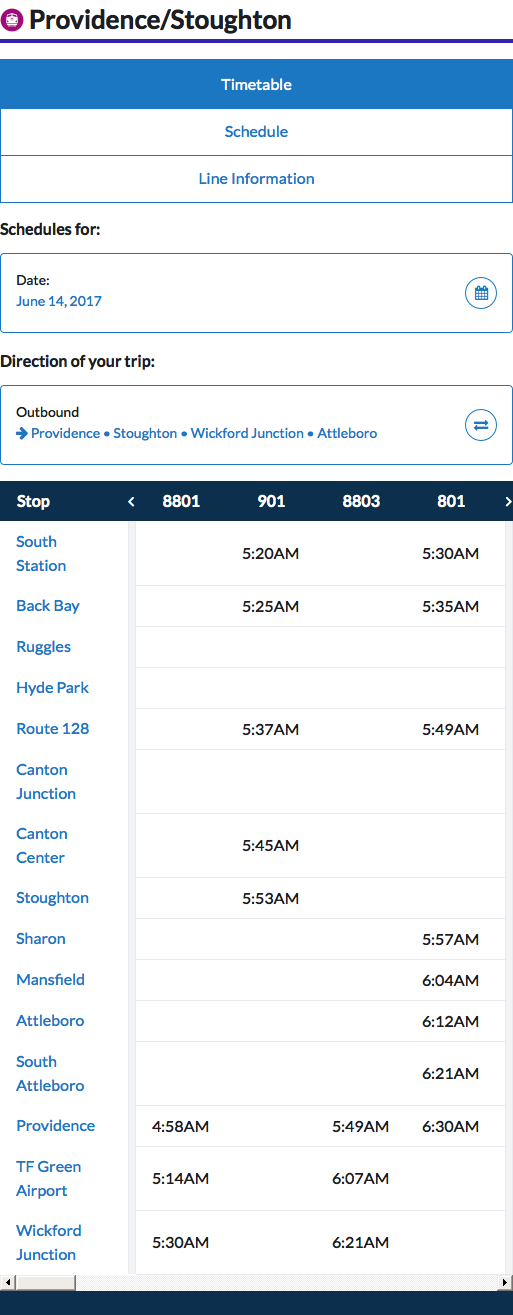 Providence/Stoughton
Timetable
Schedule
Line Information
Schedules for:
Date:
June 14, 2017
Direction of your trip:
Outbound
Providence • Stoughton • Wickford Junction • Attleboro
Stop 8801 901 8803 801
South
Station 5:20AM 5:30AM
Back Bay 5:25AM 5:35AM
Ruggles
Hyde Park
Route 128 5:37AM 5:49AM
Canton
Junction
Canton
Center 5:45AM
Stoughton 5:53AM
Sharon 5:57AM
Mansfield 6:04AM
Attleboro 6:12AM
South
Attleboro 6:21AM
Providence 4:58AM 5:49AM 6:30AM
TF Green
Airport 5:14AM 6:07AM
Wickford
Junction 5:30AM 6:21AM